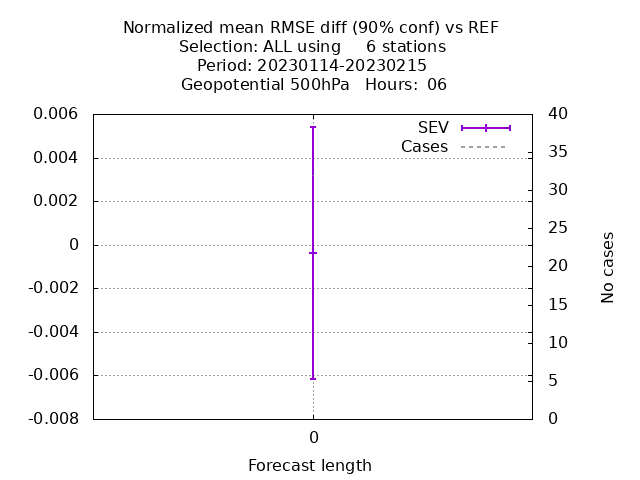 Normalized mean RMSE diff (90% conf) vs REF
Selection: ALL using     6 stations
Period: 20230114-20230215
Geopotential 500hPa   Hours:  06
SEV
Cases
0.006
0.004
0.002
0
-0.002
-0.004
-0.006
-0.008
40
35
30
25
20
15
10
5
0
No cases
0
Forecast length